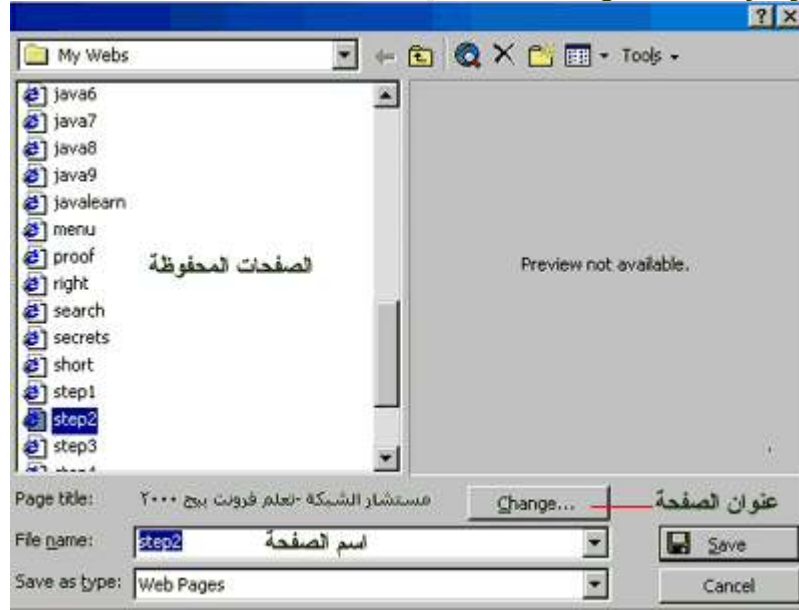 My Webs
Tools
java6
java7
java8
java9
javalearn
menu
proof
right
search
secrets
short
step1
step2
step3
الصفحات المحفوظة
Preview not available.
Page title: مستشار الشبكة -تعلم فرونت بيج ٢٠٠٠ Change... عنوان الصفحة
File name: step2 اسم الصفحة Save
Save as type: Web Pages Cancel